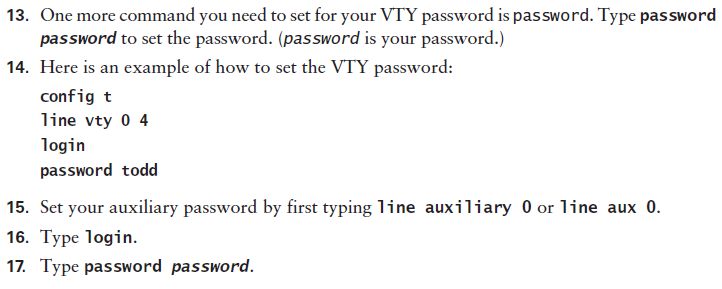 13. One more command you need to set for your VTY password is password. Type password
password to set the password. (password is your password.)
14. Here is an example of how to set the VTY password:
config t
line vty 0 4
login
password todd
15. Set your auxiliary password by first typing line auxiliary 0 or line aux 0.
16. Type login.
17. Type password password.